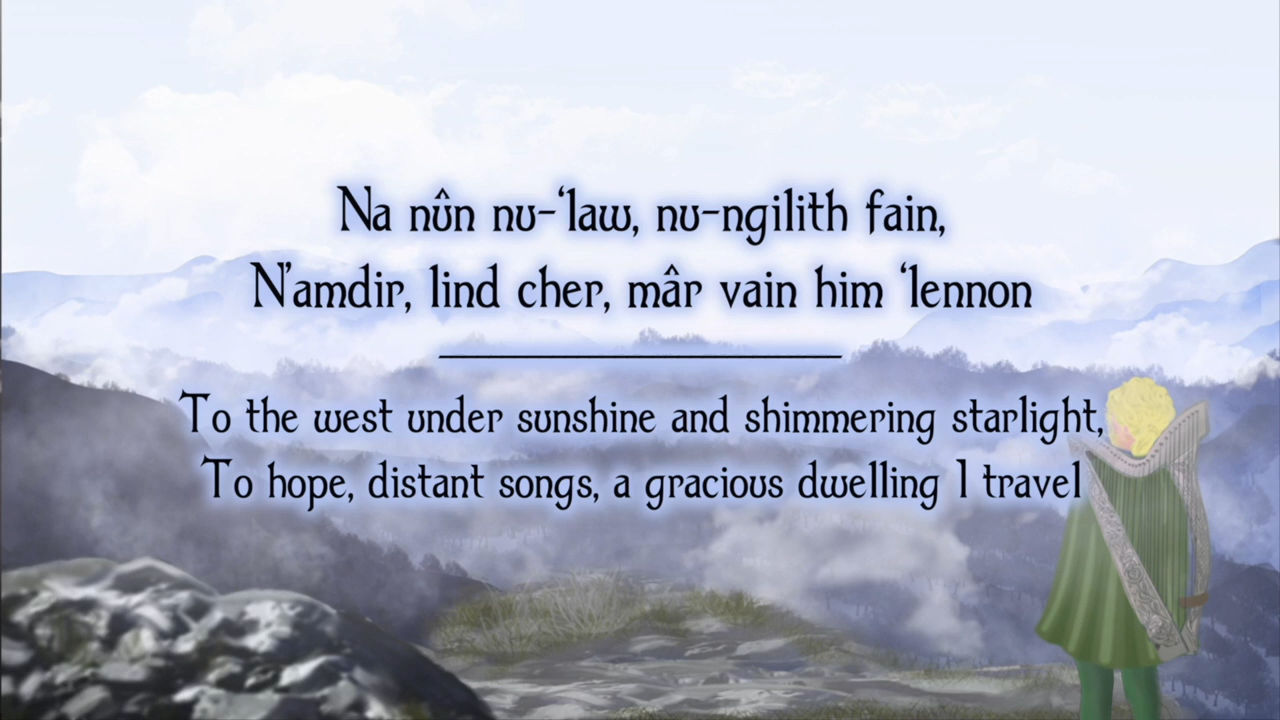 Na nûn nu-‘law, nu-ngilith fain,
N’amdir, lind cher, mâr vain him ‘lennon
To the west under sunshine and shimmering starlight,
To hope, distant songs, a gracious dwelling I travel